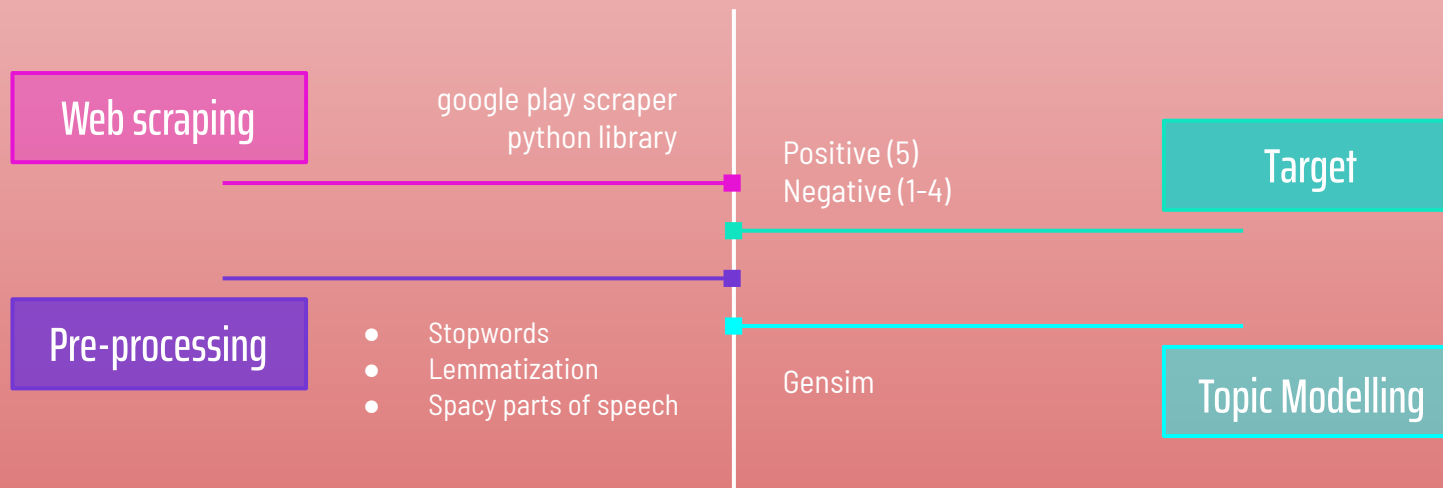 Web scraping
google play scraper
python library
Positive (5)
Negative (1-4)
Target
Pre-processing
● Stopwords
● Lemmatization
● Spacy parts of speech
Gensim
Topic Modelling